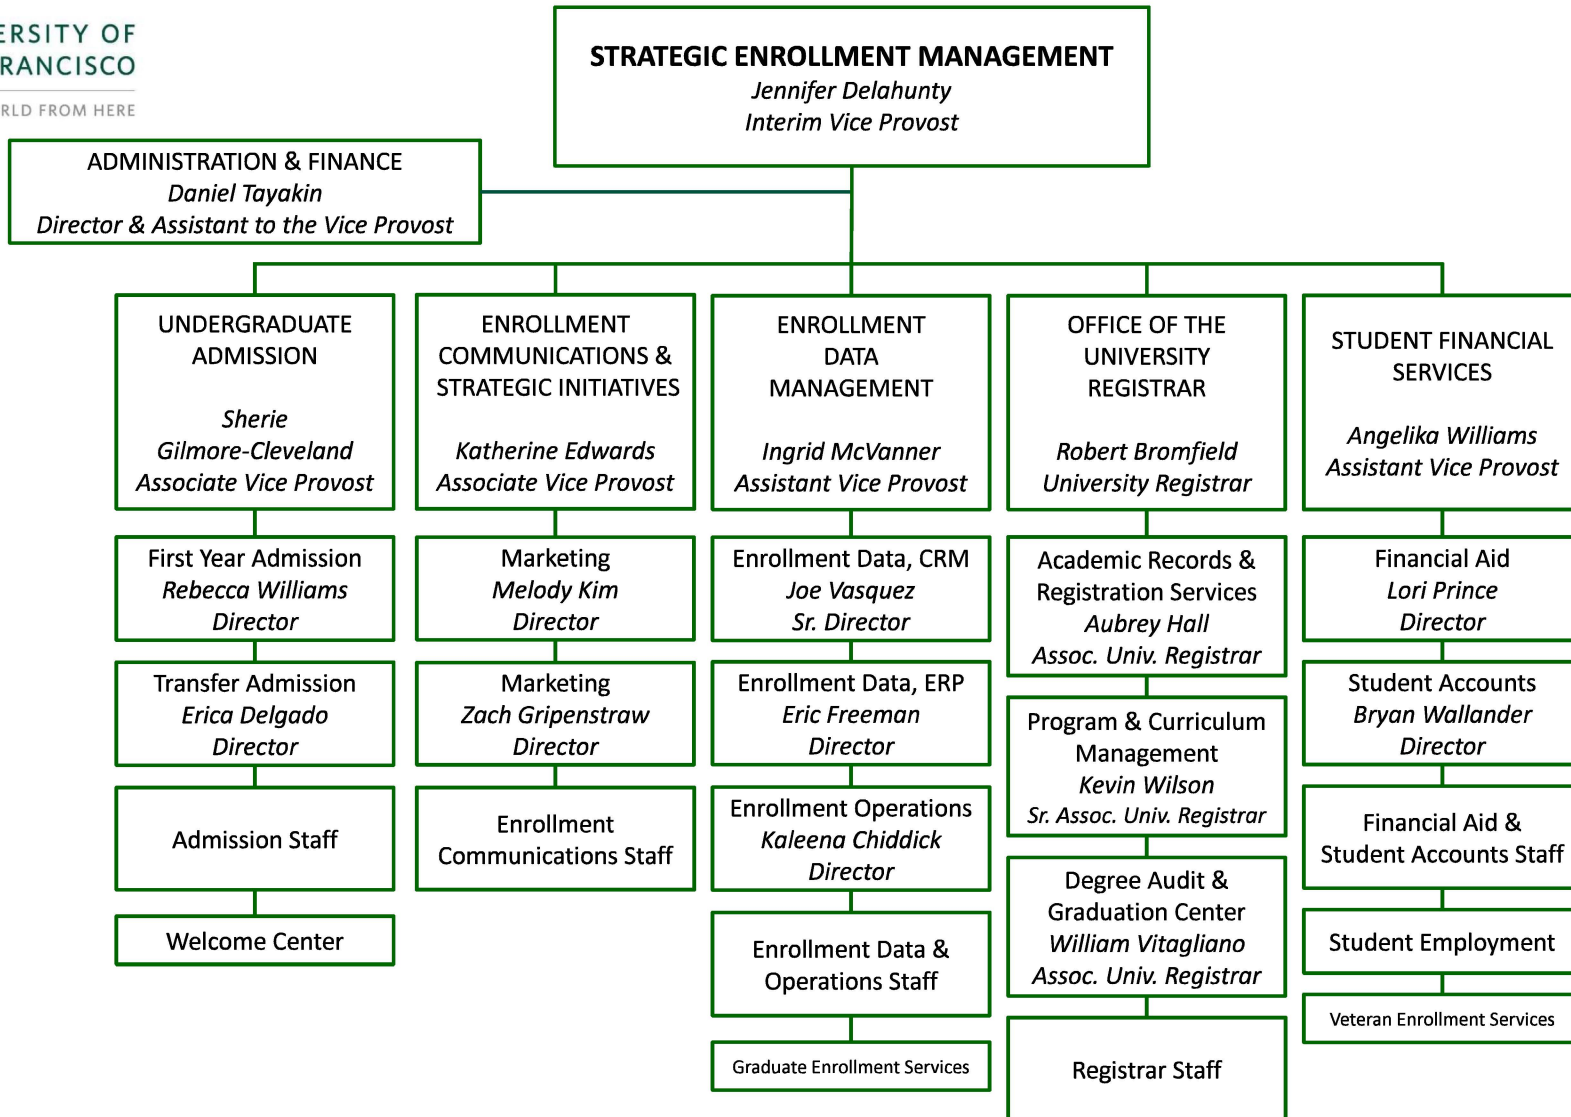 ERSITY OF
RANCISCO
RLD FROM HERE
STRATEGIC ENROLLMENT MANAGEMENT
Jennifer Delahunty
Interim Vice Provost
ADMINISTRATION & FINANCE
Daniel Tayakin
Director & Assistant to the Vice Provost
UNDERGRADUATE
ADMISSION
Sherie
Gilmore-Cleveland
Associate Vice Provost
First Year Admission
Rebecca Williams
Director
Transfer Admission
Erica Delgado
Director
Admission Staff
Welcome Center
ENROLLMENT
COMMUNICATIONS &
STRATEGIC INITIATIVES
Katherine Edwards
Associate Vice Provost
Marketing
Melody Kim
Director
Marketing
Zach Gripenstraw
Director
Enrollment
Communications Staff
ENROLLMENT
DATA
MANAGEMENT
Ingrid McVanner
Assistant Vice Provost
Enrollment Data, CRM
Joe Vasquez
Sr. Director
Enrollment Data, ERP
Eric Freeman
Director
Enrollment Operations
Kaleena Chiddick
Director
Enrollment Data &
Operations Staff
Graduate Enrollment Services
OFFICE OF THE
UNIVERSITY
REGISTRAR
Robert Bromfield
University Registrar
Academic Records &
Registration Services
Aubrey Hall
Assoc. Univ. Registrar
Program & Curriculum
Management
Kevin Wilson
Sr. Assoc. Univ. Registrar
Degree Audit &
Graduation Center
William Vitagliano
Assoc. Univ. Registrar
Registrar Staff
STUDENT FINANCIAL
SERVICES
Angelika Williams
Assistant Vice Provost
Financial Aid
Lori Prince
Director
Student Accounts
Bryan Wallander
Director
Financial Aid &
Student Accounts Staff
Student Employment
Veteran Enrollment Services